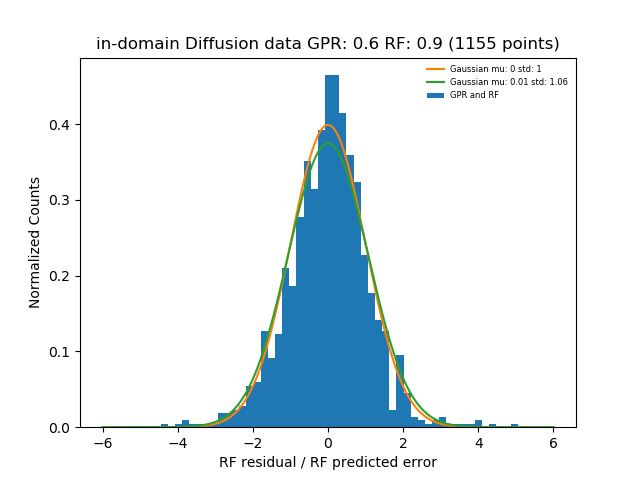 in-domain Diffusion data GPR: 0.6 RF: 0.9 (1155 points)
Gaussian mu: 0 std: 1
Gaussian mu: 0.01 std: 1.06
GPR and RF
Normalized Counts
0.4
0.3
0.2
0.1
0.0
−6 −4 −2 0 2 4 6
RF residual / RF predicted error